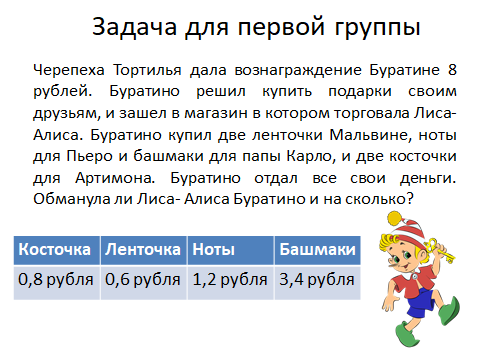 Задача для первой группы
Черепеха Тортилья дала вознаграждение Буратине 8
рублей. Буратино решил купить подарки своим
друзьям, и зашел в магазин в котором торговала Лиса-
Алиса. Буратино купил две ленточки Мальвине, ноты
для Пьеро и башмаки для папы Карло, и две косточки
для Артимона. Буратино отдал все свои деньги.
Обманула ли Лиса- Алиса Буратино и на сколько?
Косточка Ленточка Ноты Башмаки
0,8 рубля 0,6 рубля 1,2 рубля 3,4 рубля